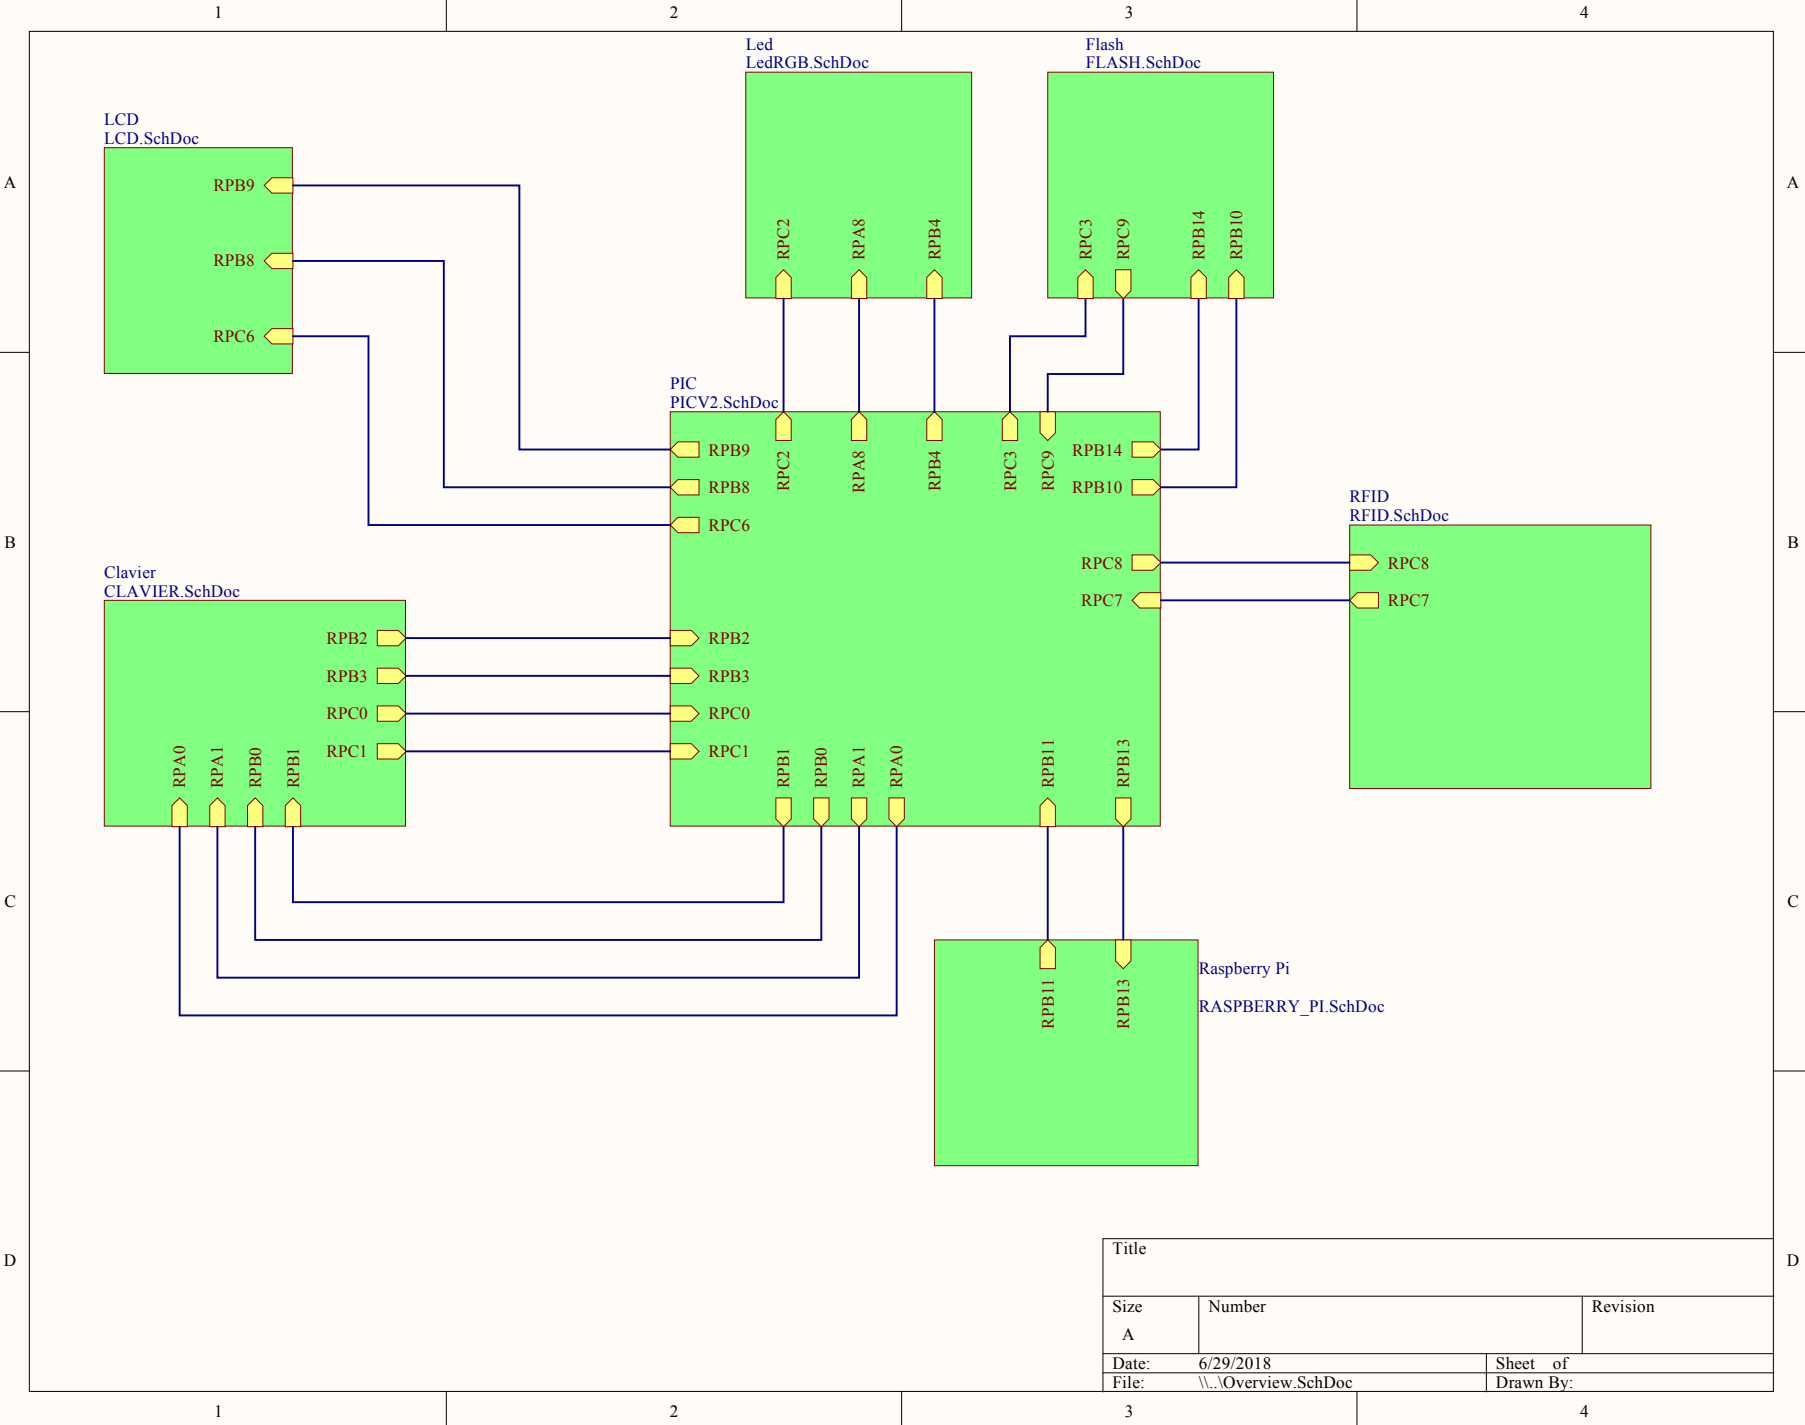 1 2 3 4
Led
LedRGB.SchDoc
Flash
FLASH.SchDoc
LCD
LCD.SchDoc
A A
RPB9
RPB8
RPC6
RPC2 RPA8 RPB4
RPC3 RPC9 RPB14 RPB10
PIC
PICV2.SchDoc
RPB9
RPB8
RPC6
RPC2 RPA8 RPB4 RPC3 RPC9
RPB14
RPB10
RFID
RFID.SchDoc
B B
RPC8 RPC8
RPC7 RPC7
Clavier
CLAVIER.SchDoc
RPB2 RPB2
RPB3 RPB3
RPC0 RPC0
RPC1 RPC1
RPA0 RPA1 RPB0 RPB1
RPB1 RPB0 RPA1 RPA0 RPB11 RPB13
C C
Raspberry Pi
RASPBERRY_PI.SchDoc
RPB11 RPB13
D D
Title
Size Number Revision
A
Date: 6/29/2018 Sheet of
File: \\..\Overview.SchDoc Drawn By:
1 2 3 4